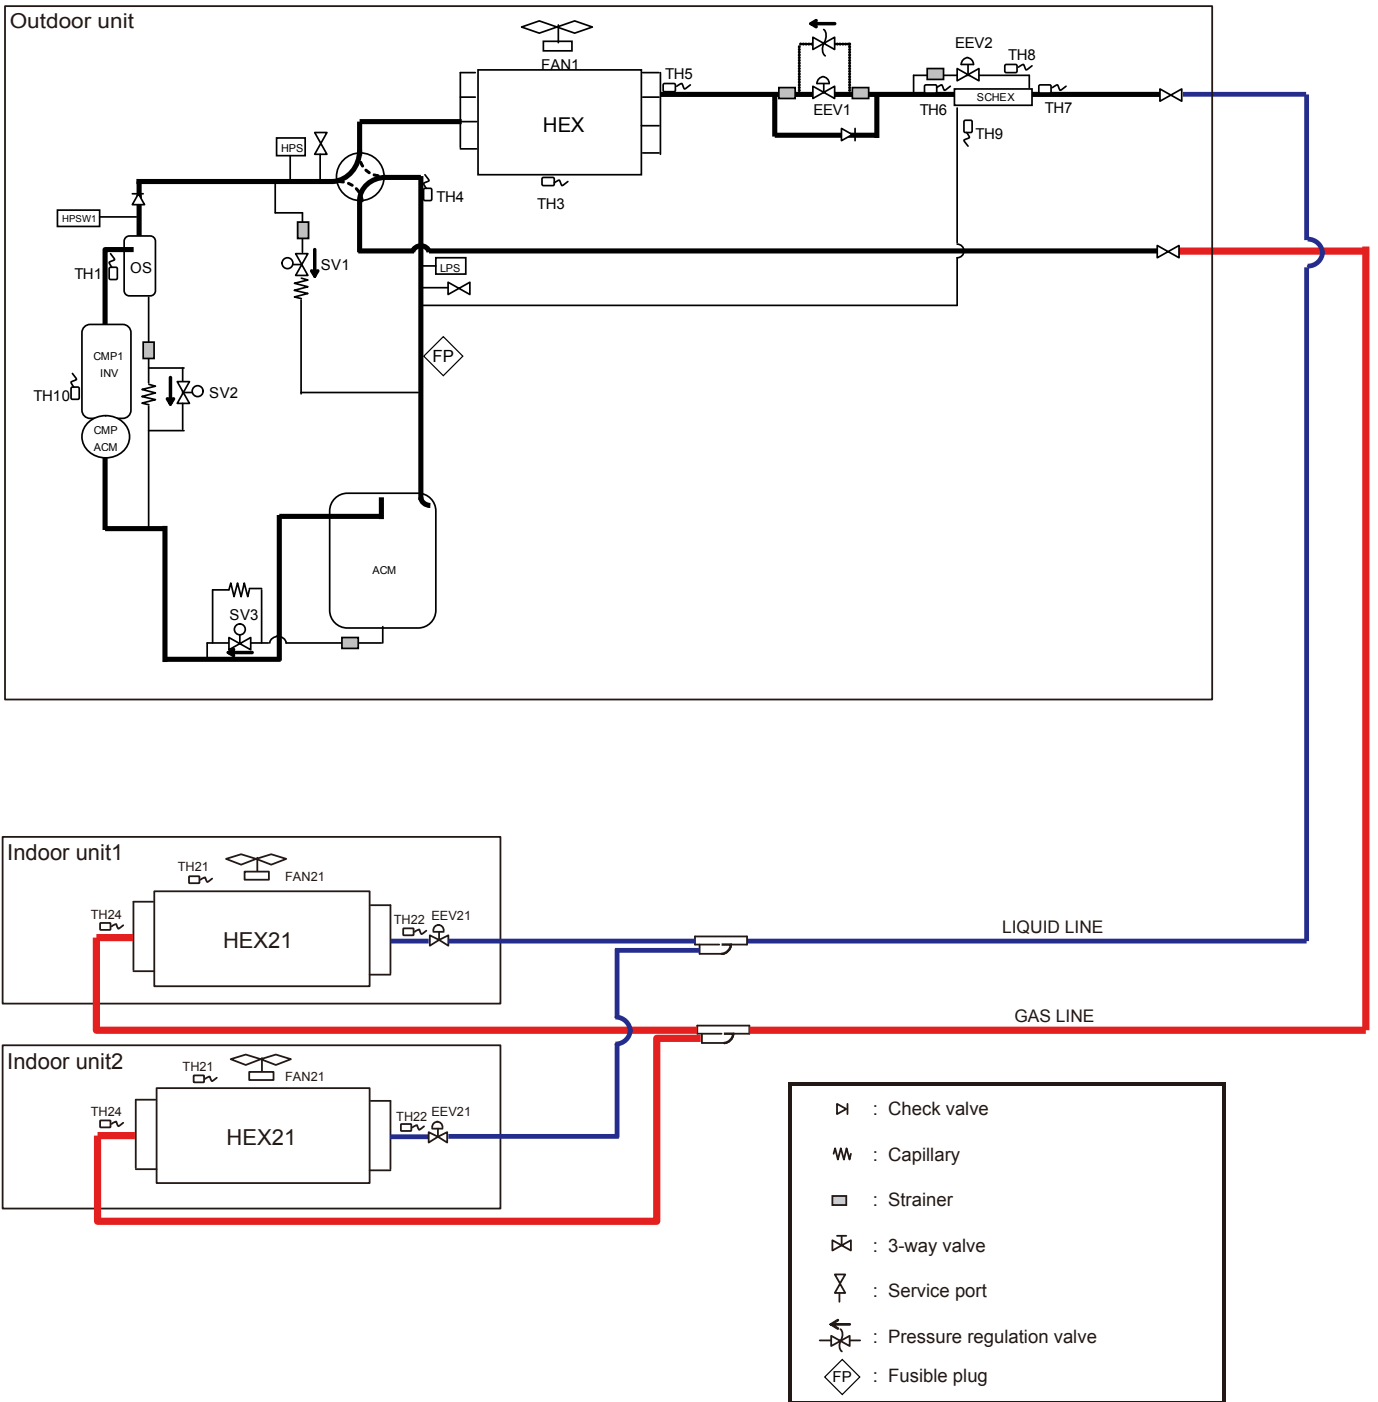 Outdoor unit
FAN1
HEX
TH3
TH5
EEV1
EEV2
TH8
TH6
SCHEX
TH7
TH9
HPS
TH4
HPSW1
OS
TH1
SV1
LPS
FP
CMP1
INV
TH10
SV2
CMP
ACM
ACM
SV3
Indoor unit1
TH21
FAN21
TH24
HEX21
TH22
EEV21
LIQUID LINE
GAS LINE
Indoor unit2
TH21
FAN21
TH24
HEX21
TH22
EEV21
: Check valve
: Capillary
: Strainer
: 3-way valve
: Service port
: Pressure regulation valve
FP : Fusible plug